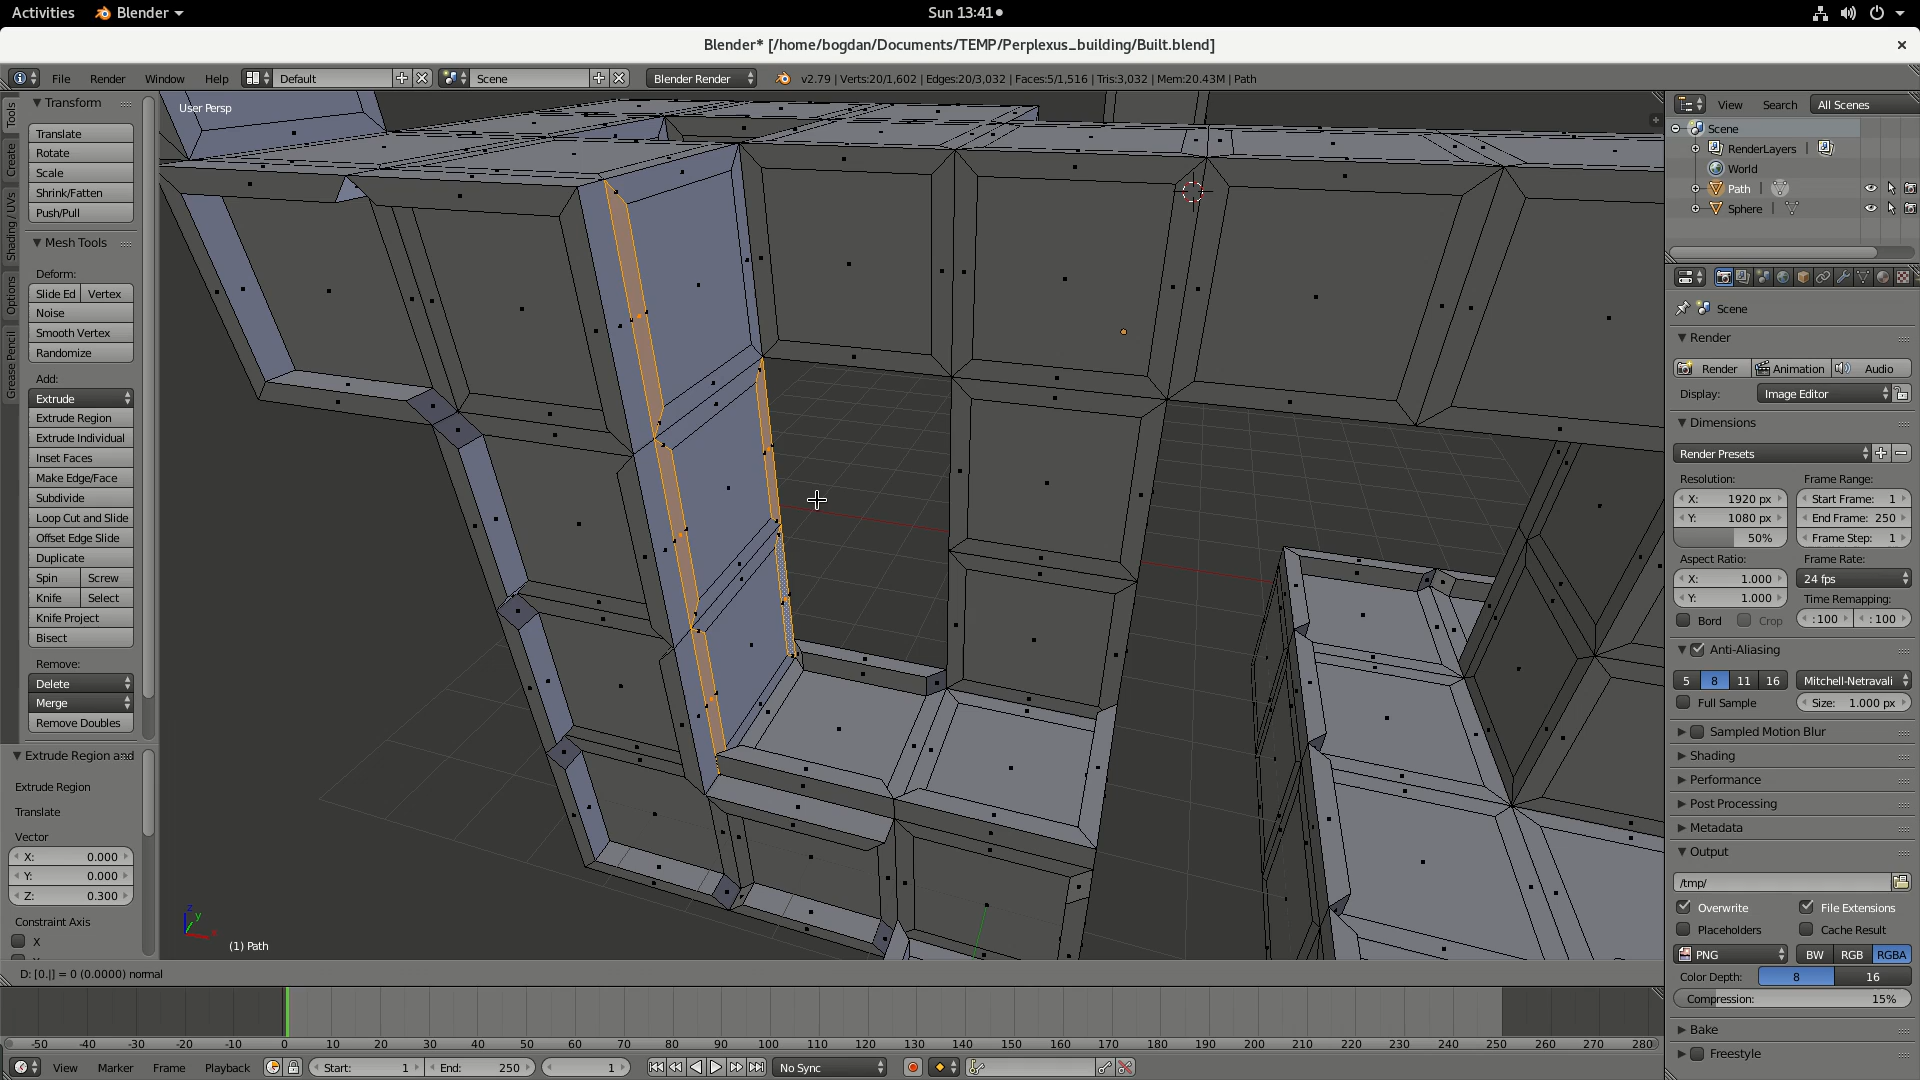 Activities Blender Sun 13:41
Blender* [/home/bogdan/Documents/TEMP/Perplexus_building/Built.blend]
File Render Window Help Default Scene Blender Render v2.79 | Verts:20/1,602 | Edges:20/3,032 | Faces:5/1,516 | Tris:3,032 | Mem:20.43M | Path
Tools
Create
Shading / UVs
Options
Grease Pencil
Transform
Translate
Rotate
Scale
Shrink/Fatten
Push/Pull
Mesh Tools
Deform:
Slide Ed Vertex
Noise
Smooth Vertex
Randomize
Add:
Extrude
Extrude Region
Extrude Individual
Inset Faces
Make Edge/Face
Subdivide
Loop Cut and Slide
Offset Edge Slide
Duplicate
Spin Screw
Knife Select
Knife Project
Bisect
Remove:
Delete
Merge
Remove Doubles
Extrude Region and
Extrude Region
Translate
Vector
X: 0.000
Y: 0.000
Z: 0.300
Constraint Axis
X
User Persp
z
y
x
(1) Path
D: [0.|] = 0 (0.0000) normal
-50 -40 -30 -20 -10 0 10 20 30 40 50 60 70 80 90 100 110 120 130 140 150 160 170 180 190 200 210 220 230 240 250 260 270 280
View Marker Frame Playback Start: 1 End: 250 1 No Sync
View Search All Scenes
Scene
RenderLayers
World
Path
Sphere
Scene
Render
Render Animation Audio
Display: Image Editor
Dimensions
Render Presets
Resolution: Frame Range:
X: 1920 px Start Frame: 1
Y: 1080 px End Frame: 250
50% Frame Step: 1
Aspect Ratio: Frame Rate:
X: 1.000 24 fps
Y: 1.000 Time Remapping:
Bord Crop :100 :100
Anti-Aliasing
5 8 11 16 Mitchell-Netravali
Full Sample Size: 1.000 px
Sampled Motion Blur
Shading
Performance
Post Processing
Metadata
Output
/tmp/
Overwrite File Extensions
Placeholders Cache Result
PNG BW RGB RGBA
Color Depth: 8 16
Compression: 15%
Bake
Freestyle